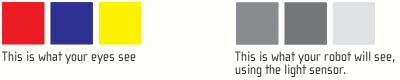 This is what your eyes see
This is what your robot will see,
using the light sensor.